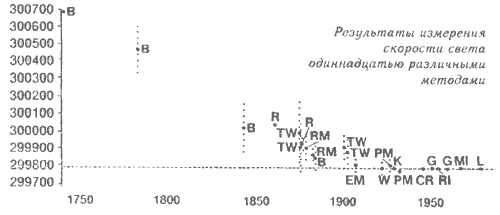 300700
B
300600
Результаты измерения
300500
B
скорости света
300400
одиннадцатью различными
300300
методами
300200
300100
R
R
300000
B
TW
RM
TW
299900
TW
RM
TW
PM
B
K
G
G
MI
L
299800
299700
EM
W
PM
CR
RI
1750
1800
1850
1900
1950